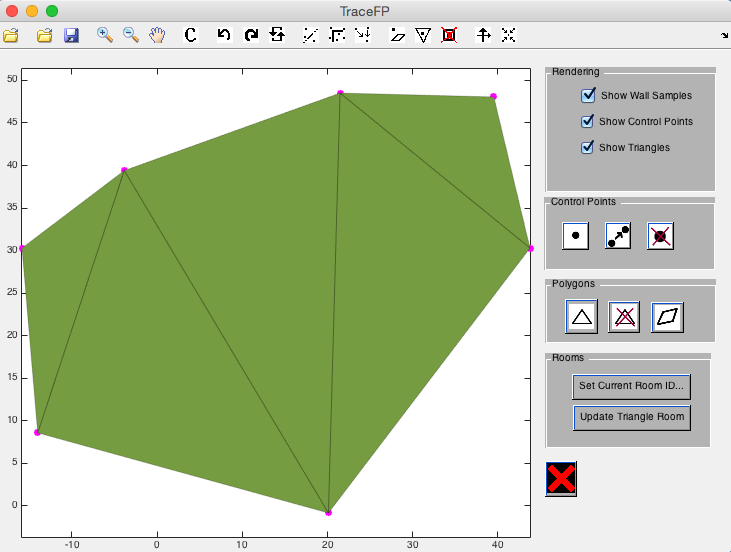 TraceFP
C
50
45
40
35
30
25
20
15
10
5
0
-10
0
10
20
30
40
Rendering
Show Wall Samples
Show Control Points
Show Triangles
Control Points
Polygons
Rooms
Set Current Room ID...
Update Triangle Room